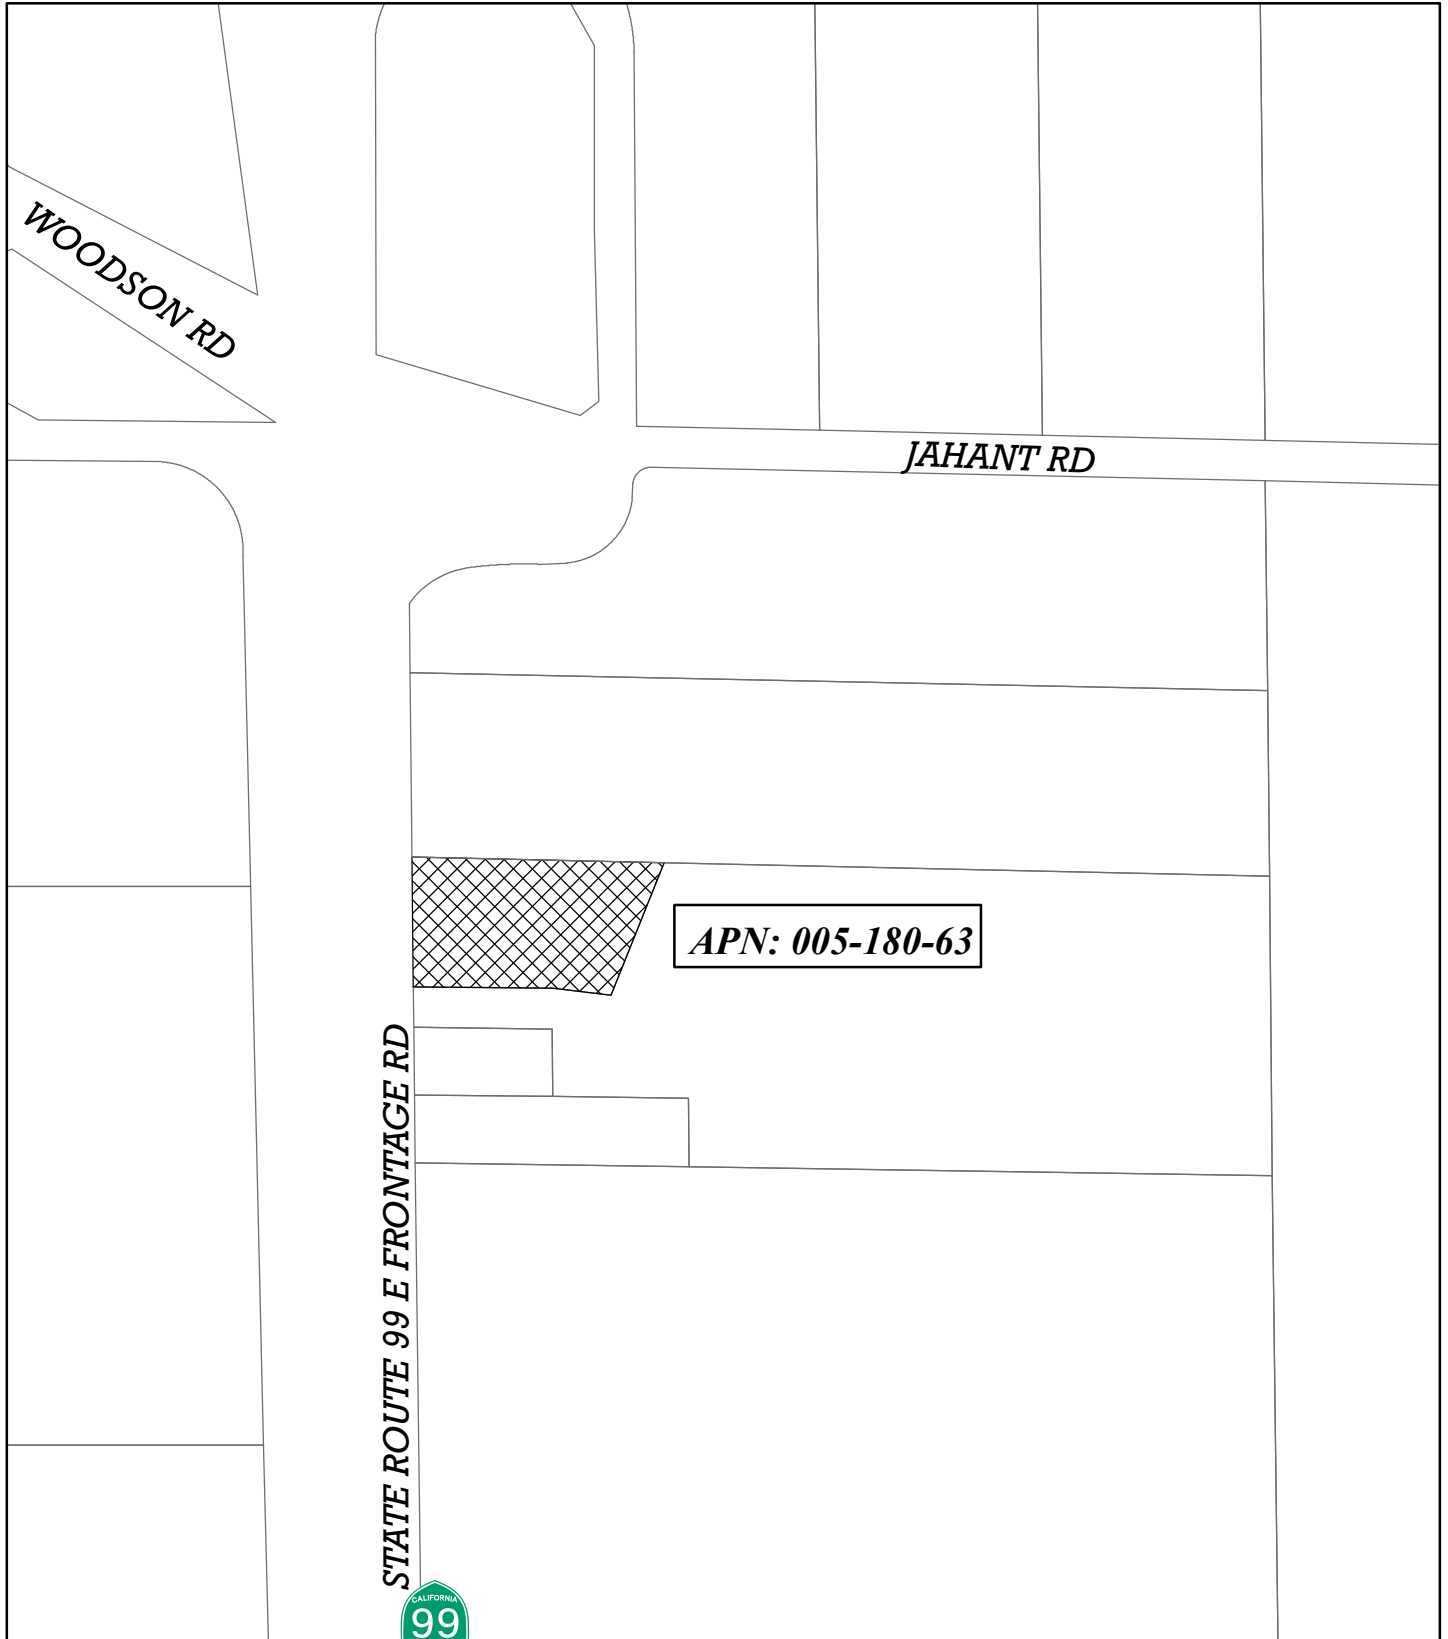 WOODSON RD
JAHANT RD
APN: 005-180-63
STATE ROUTE 99 E FRONTAGE RD
CALIFORNIA
99